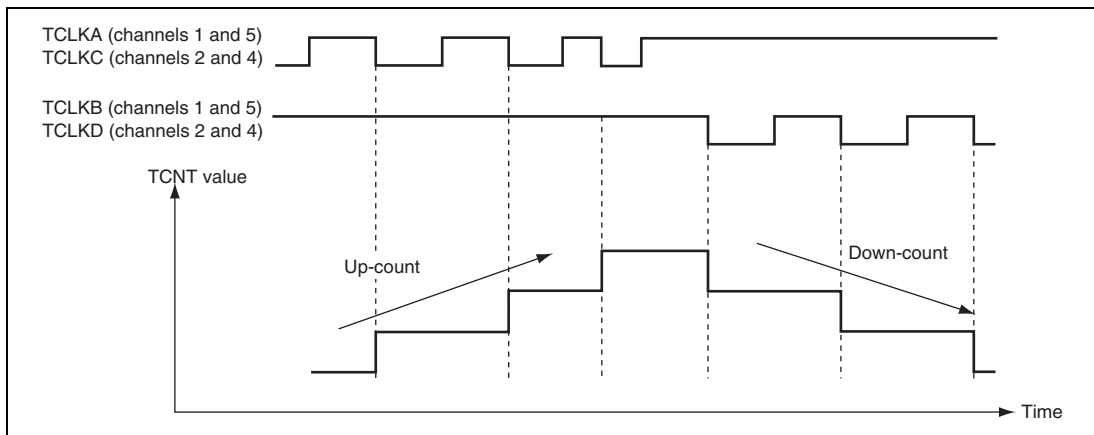 TCLKA (channels 1 and 5)
TCLKC (channels 2 and 4)
TCLKB (channels 1 and 5)
TCLKD (channels 2 and 4)
TCNT value
Up-count
Down-count
Time